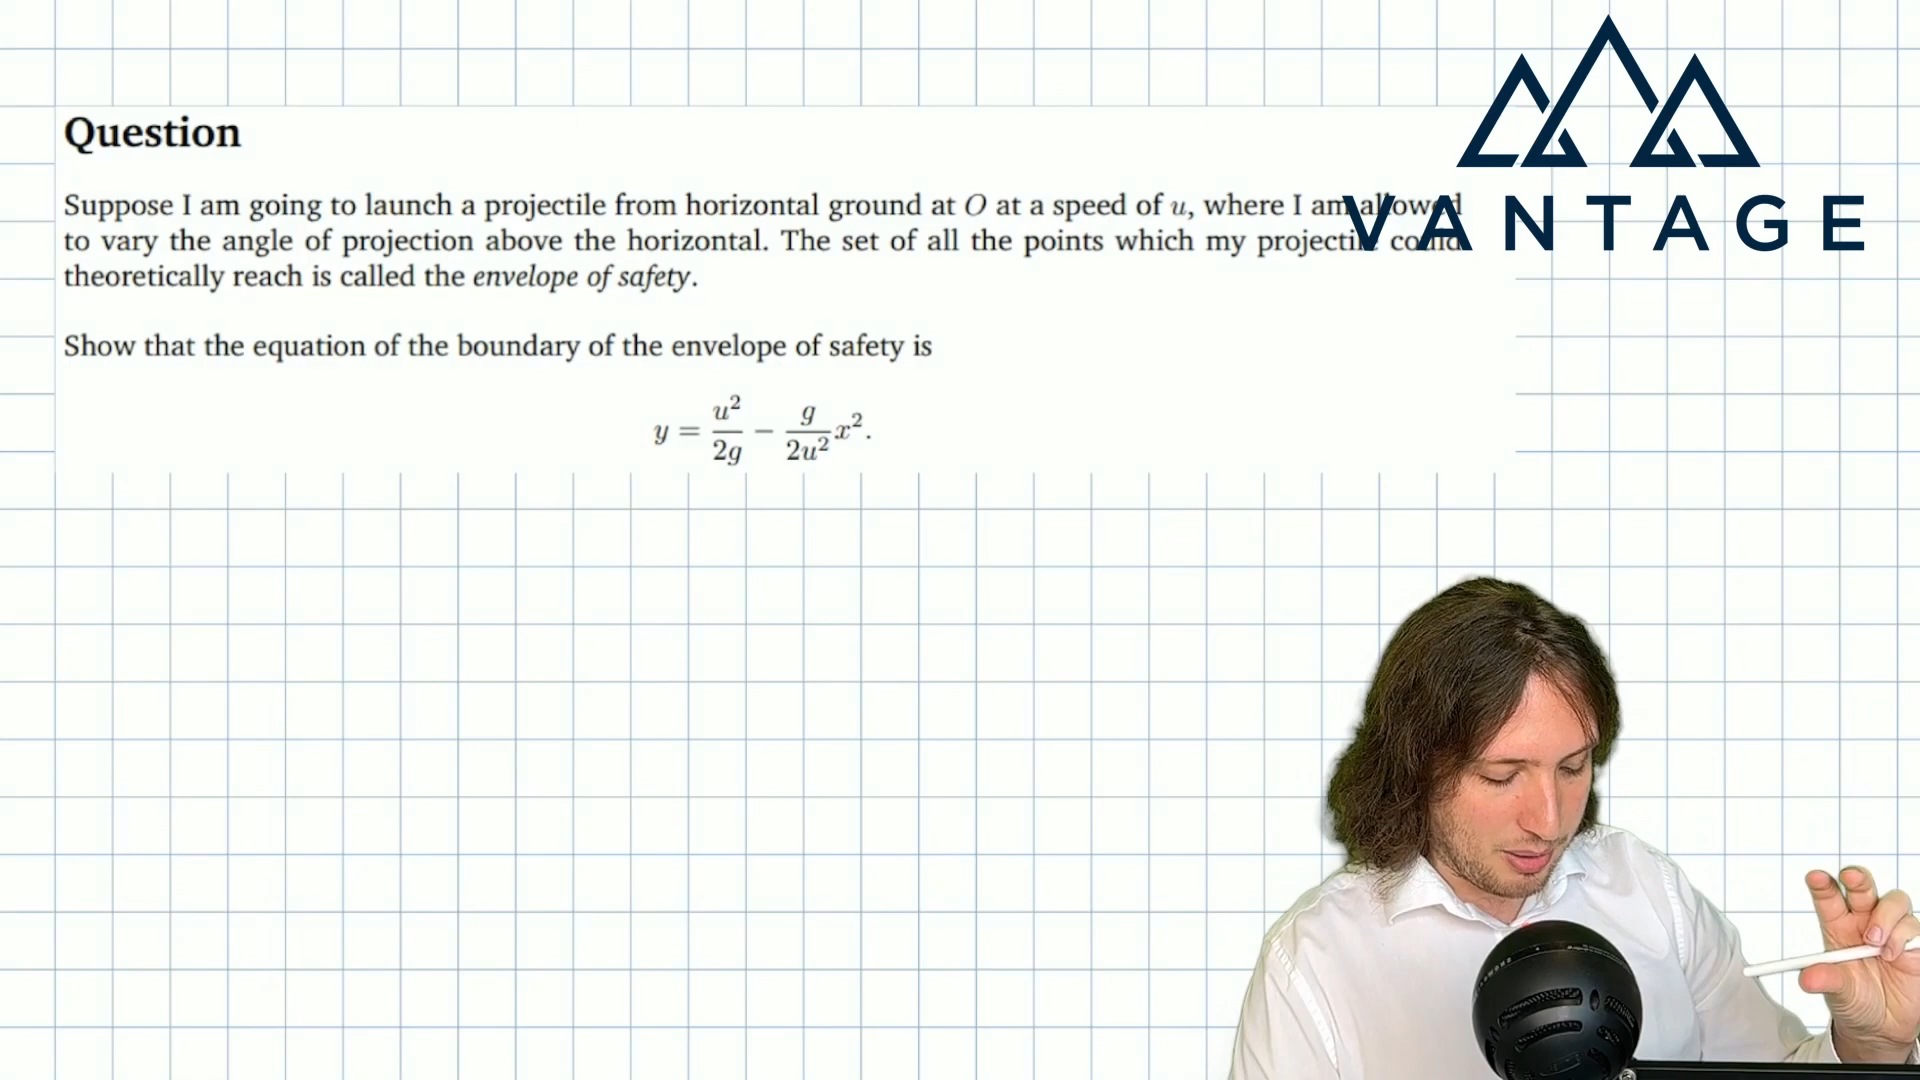 Question
Suppose I am going to launch a projectile from horizontal ground at O at a speed of u, where I am allowed
to vary the angle of projection above the horizontal. The set of all the points which my projectile could
theoretically reach is called the envelope of safety.
Show that the equation of the boundary of the envelope of safety is
y = u²/2g − g/2u² x².
VANTAGE